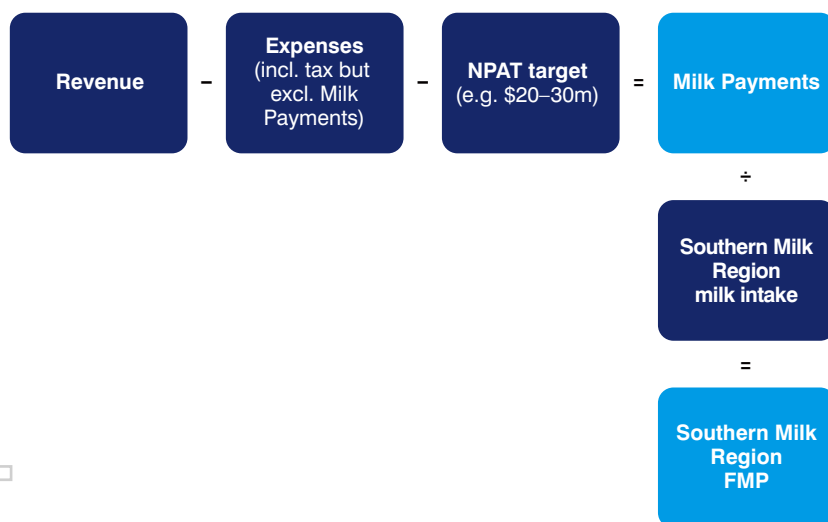 Revenue
–
Expenses
(incl. tax but
excl. Milk
Payments)
–
NPAT target
(e.g. $20–30m)
=
Milk Payments
÷
Southern Milk
Region
milk intake
=
Southern Milk
Region
FMP